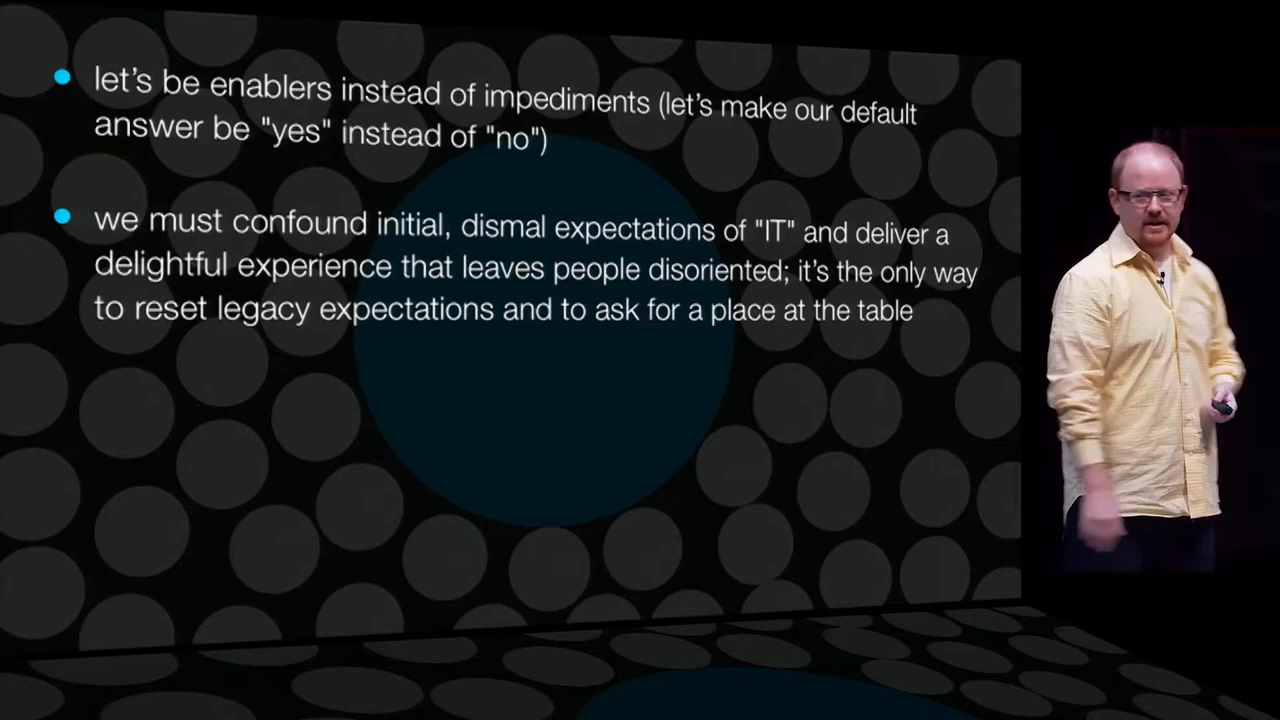 let's be enablers instead of impediments (let's make our default
answer be "yes" instead of "no")
we must confound initial, dismal expectations of "IT" and deliver a
delightful experience that leaves people disoriented; it's the only way
to reset legacy expectations and to ask for a place at the table